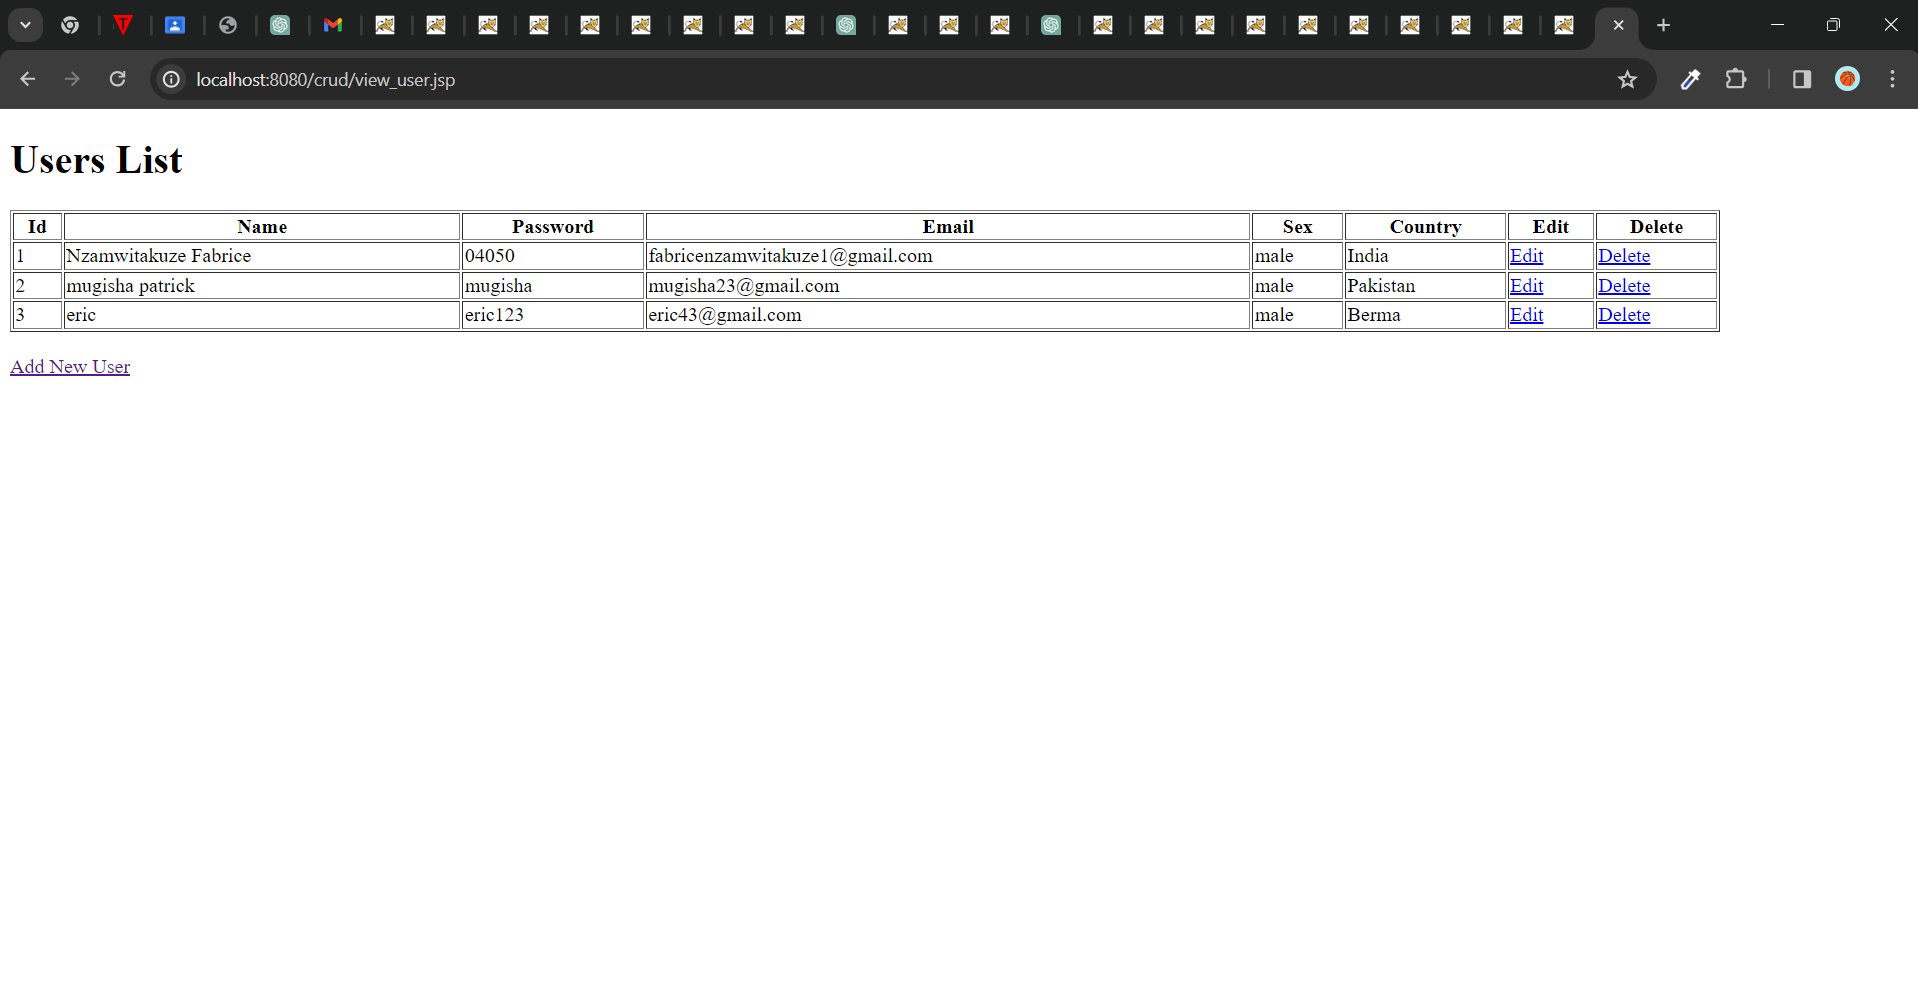 localhost:8080/crud/view_user.jsp
Users List
Id Name Password Email Sex Country Edit Delete
1 Nzamwitakuze Fabrice 04050 fabricenzamwitakuze1@gmail.com male India Edit Delete
2 mugisha patrick mugisha mugisha23@gmail.com male Pakistan Edit Delete
3 eric eric123 eric43@gmail.com male Berma Edit Delete
Add New User